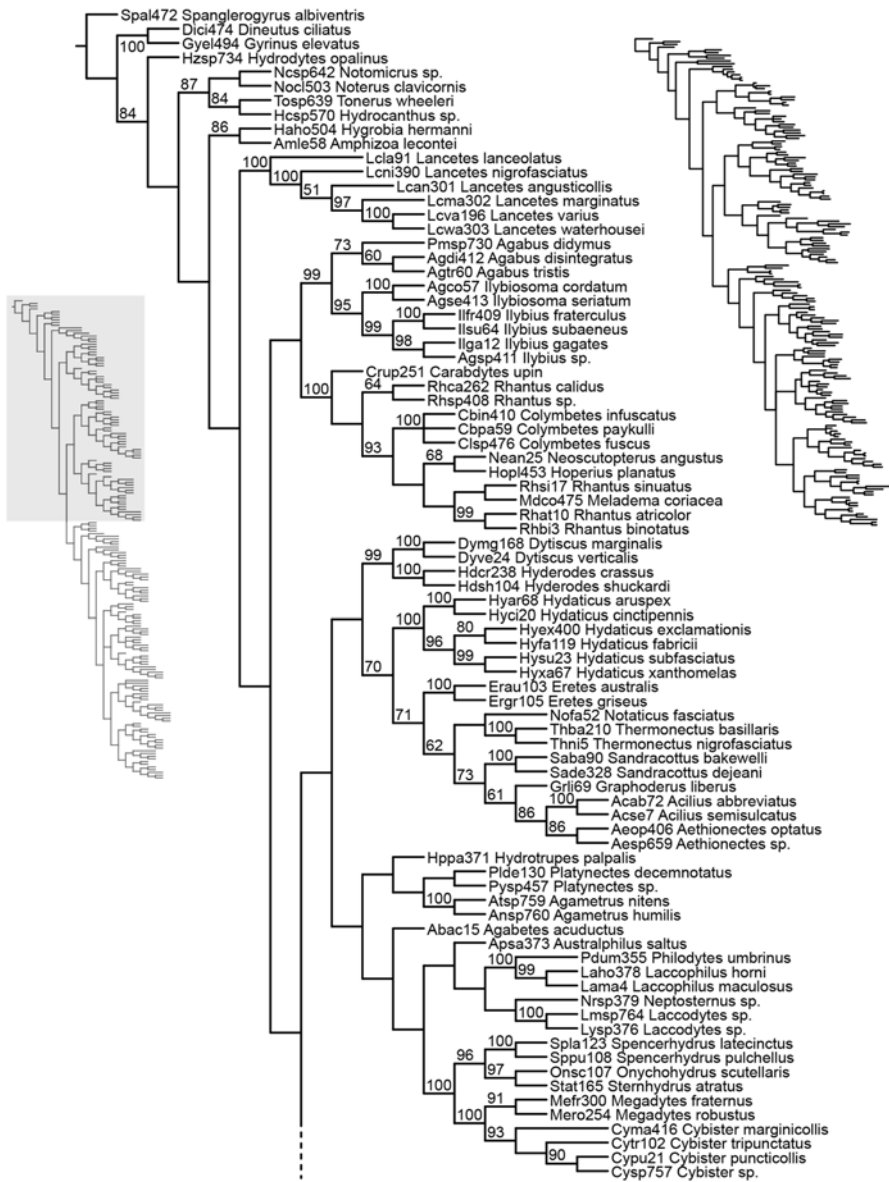 Spal472 Spanglerogyrus albiventris
Dici474 Dineutus ciliatus
100
Gyel494 Gyrinus elevatus
Hzsp734 Hydrodytes opalinus
Ncsp642 Notomicrus sp.
87
Nocl503 Noterus clavicornis
84
Tosp639 Tonerus wheeleri
84
Hcsp570 Hydrocanthus sp.
86
Haho504 Hygrobia hermanni
Amle58 Amphizoa lecontei
100
Lcla91 Lancetes lanceolatus
100
Lcni390 Lancetes nigrofasciatus
51
Lcan301 Lancetes angusticollis
97
Lcma302 Lancetes marginatus
100
Lcva196 Lancetes varius
Lcwa303 Lancetes waterhousei
73
Pmsp730 Agabus didymus
60
Agdi412 Agabus disintegratus
99
Agtr60 Agabus tristis
100
Agco57 Ilybiosoma cordatum
95
Agse413 Ilybiosoma seriatum
100
Ilfr409 Ilybius fraterculus
99
Ilsu64 Ilybius subaeneus
98
Ilga12 Ilybius gagates
Agsp411 Ilybius sp.
Crup251 Carabdytes upin
100
64
Rhca262 Rhantus calidus
Rhsp408 Rhantus sp.
100
Cbin410 Colymbetes infuscatus
Cbpa59 Colymbetes paykulli
93
Clsp476 Colymbetes fuscus
68
Nean25 Neoscutopterus angustus
Hopl453 Hoperius planatus
Rhsi17 Rhantus sinuatus
Mdco475 Meladema coriacea
99
Rhat10 Rhantus atricolor
Rhbi3 Rhantus binotatus
100
Dymg168 Dytiscus marginalis
99
Dyve24 Dytiscus verticalis
100
Hdcr238 Hyderodes crassus
Hdsh104 Hyderodes shuckardi
100
Hyar68 Hydaticus aruspex
100
Hyci20 Hydaticus cinctipennis
80
Hyex400 Hydaticus exclamationis
96
Hyfa119 Hydaticus fabricii
99
Hysu23 Hydaticus subfasciatus
70
Hyxa67 Hydaticus xanthomelas
100
Erau103 Eretes australis
71
Ergr105 Eretes griseus
Nofa52 Notaticus fasciatus
100
Thba210 Thermonectus basillaris
62
Thni5 Thermonectus nigrofasciatus
100
Saba90 Sandracottus bakewelli
73
Sade328 Sandracottus dejeani
61
Grli69 Graphoderus liberus
100
Acab72 Acilius abbreviatus
86
Acse7 Acilius semisulcatus
86
Aeop406 Aethionectes optatus
Aesp659 Aethionectes sp.
Hppa371 Hydrotrupes palpalis
Plde130 Platynectes decemnotatus
Pysp457 Platynectes sp.
100
Atsp759 Agametrus nitens
Ansp760 Agametrus humilis
Abac15 Agabetes acuductus
Apsa373 Australphilus saltus
100
Pdum355 Philodytes umbrinus
99
Laho378 Laccophilus horni
Lama4 Laccophilus maculosus
Nrsp379 Neptosternus sp.
100
Lmsp764 Laccodytes sp.
Lysp376 Laccodytes sp.
100
Spla123 Spencerhydrus latecinctus
96
Sppu108 Spencerhydrus pulchellus
97
Onsc107 Onychohydrus scutellaris
100
Stat165 Sternhydrus atratus
91
Mefr300 Megadytes fraternus
100
Mero254 Megadytes robustus
93
Cyma416 Cybister marginicollis
Cytr102 Cybister tripunctatus
90
Cypu21 Cybister puncticollis
Cysp757 Cybister sp.